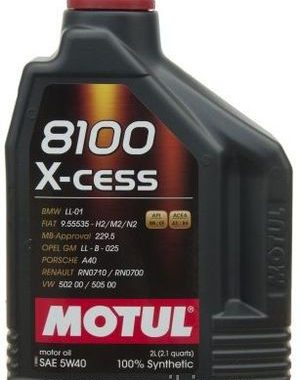 8100
X-cess
BMW LL-01
FIAT 9.55535 - H2/M2/N2
MB-Approval 229.5
OPEL GM LL - B - 025
PORSCHE A40
RENAULT RN0710 / RN0700
VW 502 00 / 505 00
API
ACEA
MOTUL
motor oil
SAE 5W40
2L (2.1 quarts)
100% Synthetic